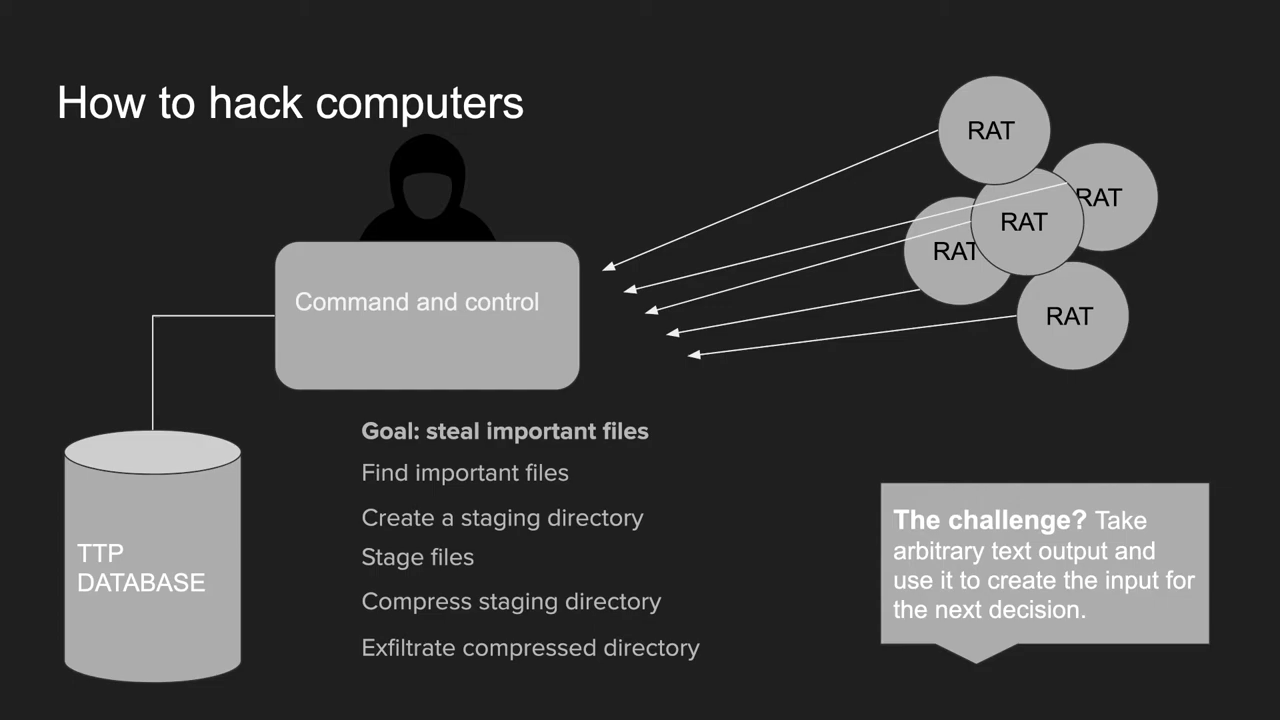 How to hack computers
RAT
RAT
RAT
RAT
RAT
Command and control
TTP
DATABASE
Goal: steal important files
Find important files
Create a staging directory
Stage files
Compress staging directory
Exfiltrate compressed directory
The challenge? Take
arbitrary text output and
use it to create the input for
the next decision.